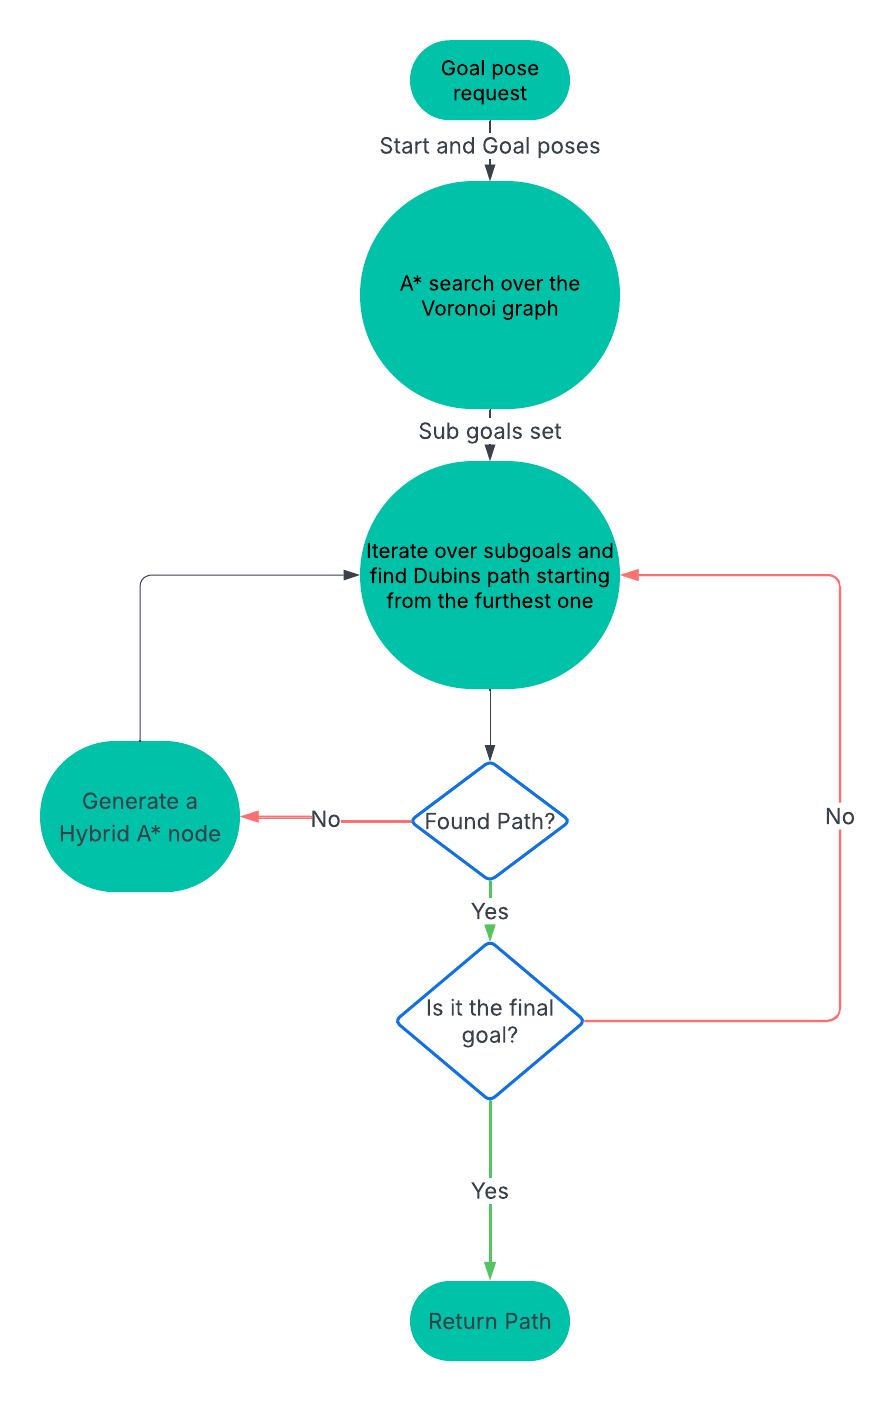 Goal pose
request
Start and Goal poses
A* search over the
Voronoi graph
Sub goals set
Iterate over subgoals and
find Dubins path starting
from the furthest one
Generate a
Hybrid A* node
No
Found Path?
No
Yes
Is it the final
goal?
Yes
Return Path